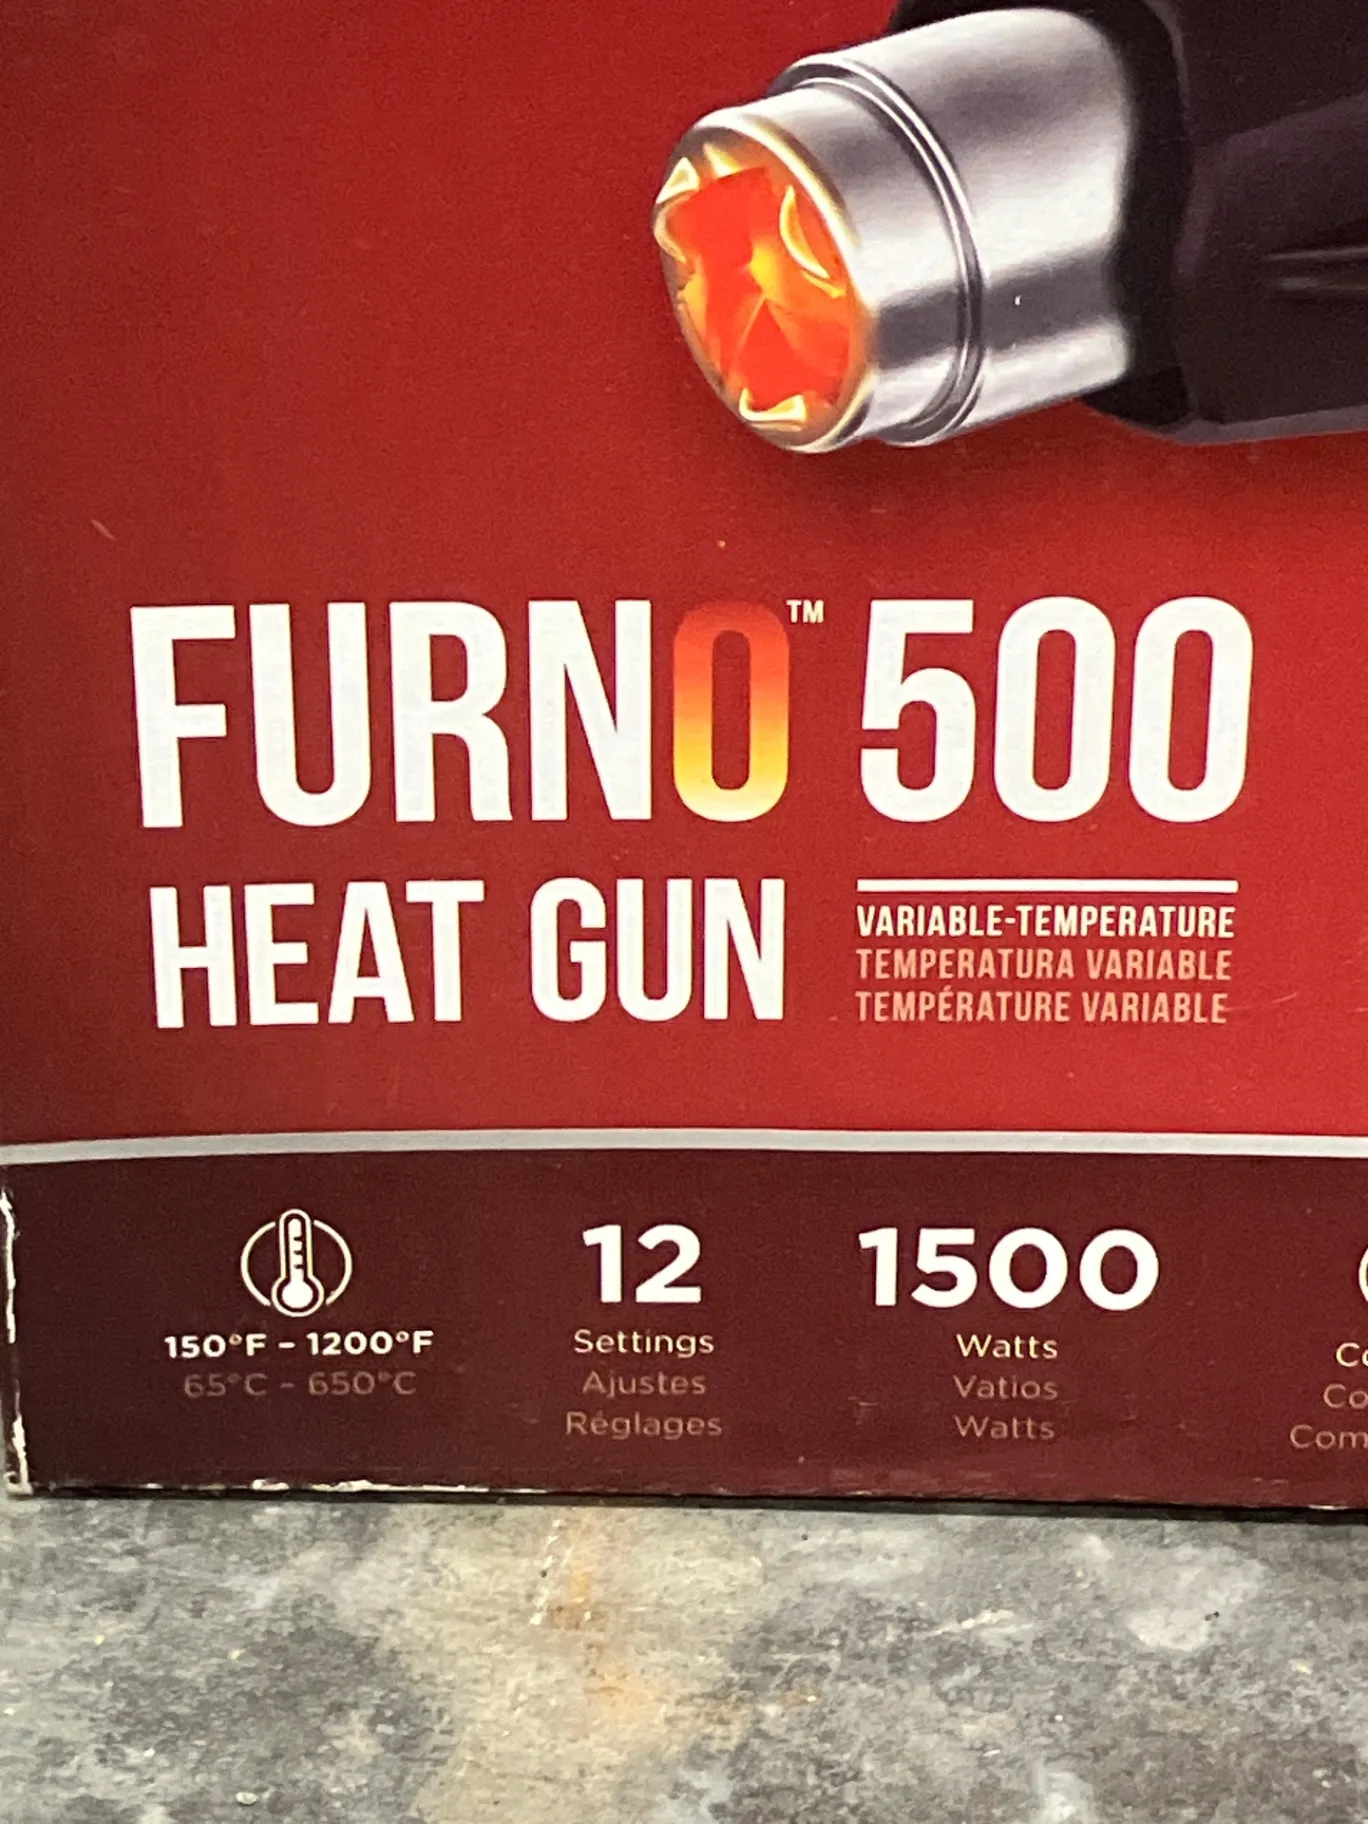 FURNO™ 500
HEAT GUN
VARIABLE-TEMPERATURE
TEMPERATURA VARIABLE
TEMPÉRATURE VARIABLE
150°F – 1200°F
65°C – 650°C
12
Settings
Ajustes
Réglages
1500
Watts
Vatios
Watts